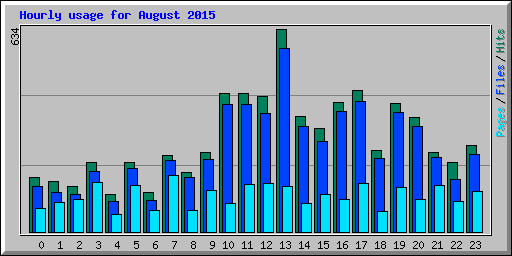 Hourly usage for August 2015
634
Pages/Files/Hits
0 1 2 3 4 5 6 7 8 9 10 11 12 13 14 15 16 17 18 19 20 21 22 23